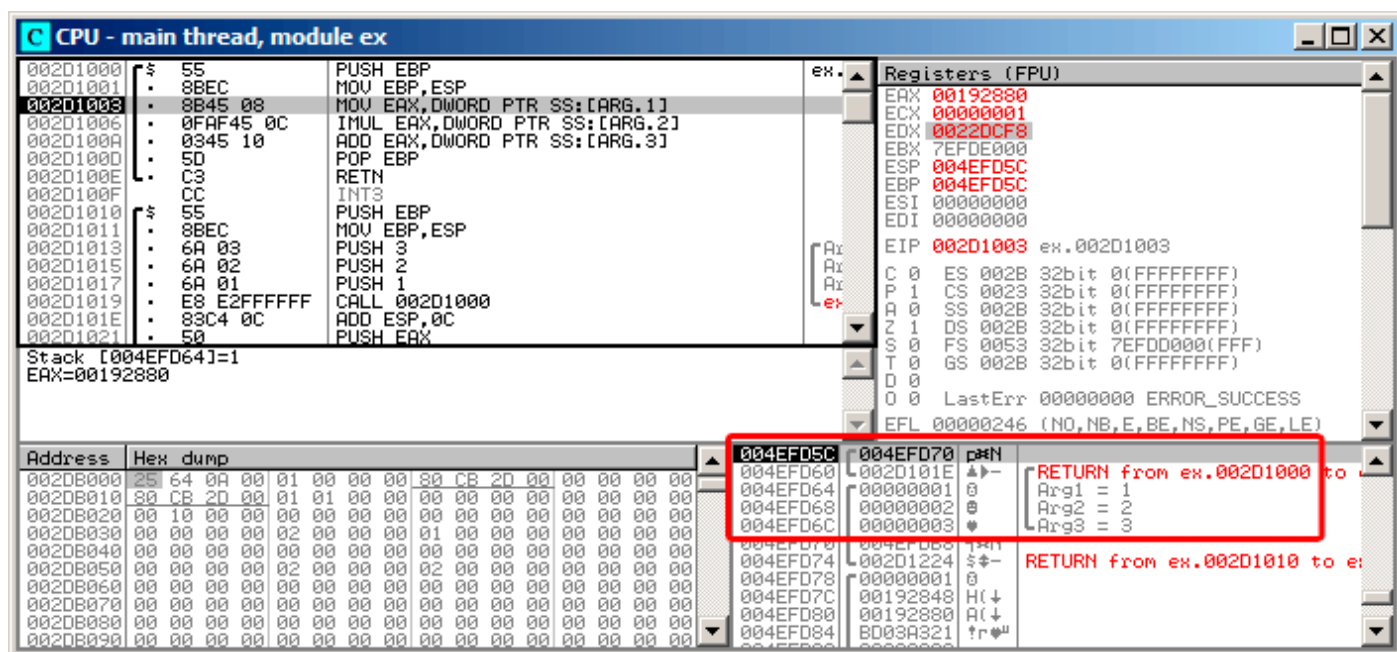 C CPU - main thread, module ex
002D1000 $ 55 PUSH EBP ex.
002D1001 . 8BEC MOV EBP,ESP
002D1003 . 8B45 08 MOV EAX,DWORD PTR SS:[ARG.1]
002D1006 . 0FAF45 0C IMUL EAX,DWORD PTR SS:[ARG.2]
002D100A . 0345 10 ADD EAX,DWORD PTR SS:[ARG.3]
002D100D . 5D POP EBP
002D100E . C3 RETN
002D100F CC INT3
002D1010 $ 55 PUSH EBP
002D1011 . 8BEC MOV EBP,ESP
002D1013 . 6A 03 PUSH 3
002D1015 . 6A 02 PUSH 2
002D1017 . 6A 01 PUSH 1
002D1019 . E8 E2FFFFFF CALL 002D1000
002D101E . 83C4 0C ADD ESP,0C
002D1021 . 50 PUSH EAX
Stack [004EFD64]=1
EAX=00192880
Registers (FPU)
EAX 00192880
ECX 00000001
EDX 0022DCF8
EBX 7EFDE000
ESP 004EFD5C
EBP 004EFD5C
ESI 00000000
EDI 00000000
EIP 002D1003 ex.002D1003
C 0 ES 002B 32bit 0(FFFFFFFF)
P 1 CS 0023 32bit 0(FFFFFFFF)
A 0 SS 002B 32bit 0(FFFFFFFF)
Z 1 DS 002B 32bit 0(FFFFFFFF)
S 0 FS 0053 32bit 7EFDD000(FFF)
T 0 GS 002B 32bit 0(FFFFFFFF)
D 0
O 0 LastErr 00000000 ERROR_SUCCESS
EFL 00000246 (NO,NB,E,BE,NS,PE,GE,LE)
Address Hex dump
002DB000 25 64 0A 00 01 00 00 00 80 CB 2D 00 00 00 00 00
002DB010 80 CB 2D 00 01 01 00 00 00 00 00 00 00 00 00 00
002DB020 00 10 00 00 00 00 00 00 00 00 00 00 00 00 00 00
002DB030 00 00 00 00 02 00 00 00 01 00 00 00 00 00 00 00
002DB040 00 00 00 00 00 00 00 00 00 00 00 00 00 00 00 00
002DB050 00 00 00 00 02 00 00 00 02 00 00 00 00 00 00 00
002DB060 00 00 00 00 00 00 00 00 00 00 00 00 00 00 00 00
002DB070 00 00 00 00 00 00 00 00 00 00 00 00 00 00 00 00
002DB080 00 00 00 00 00 00 00 00 00 00 00 00 00 00 00 00
002DB090 00 00 00 00 00 00 00 00 00 00 00 00 00 00 00 00
004EFD5C 004EFD70
004EFD60 002D101E ▲►- RETURN from ex.002D1000 to
004EFD64 00000001 ☺ Arg1 = 1
004EFD68 00000002 ☻ Arg2 = 2
004EFD6C 00000003 ♥ Arg3 = 3
004EFD70
004EFD74 002D1224 $↕- RETURN from ex.002D1010 to e
004EFD78 00000001 ☺
004EFD7C 00192848 H(↓
004EFD80 00192880 (↓
004EFD84 BD03A321